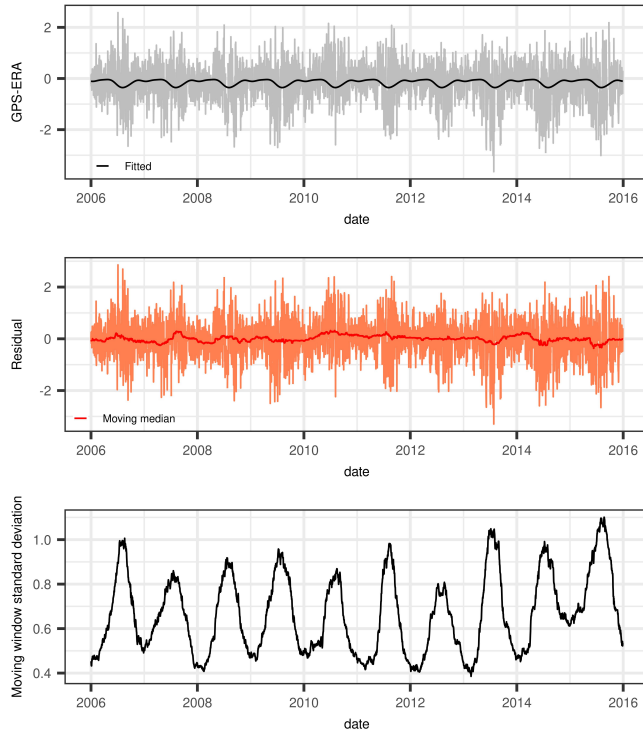 GPS-ERA
2
0
-2
Fitted
2006 2008 2010 2012 2014 2016
date
Residual
2
0
-2
Moving median
2006 2008 2010 2012 2014 2016
date
Moving window standard deviation
1.0
0.8
0.6
0.4
2006 2008 2010 2012 2014 2016
date